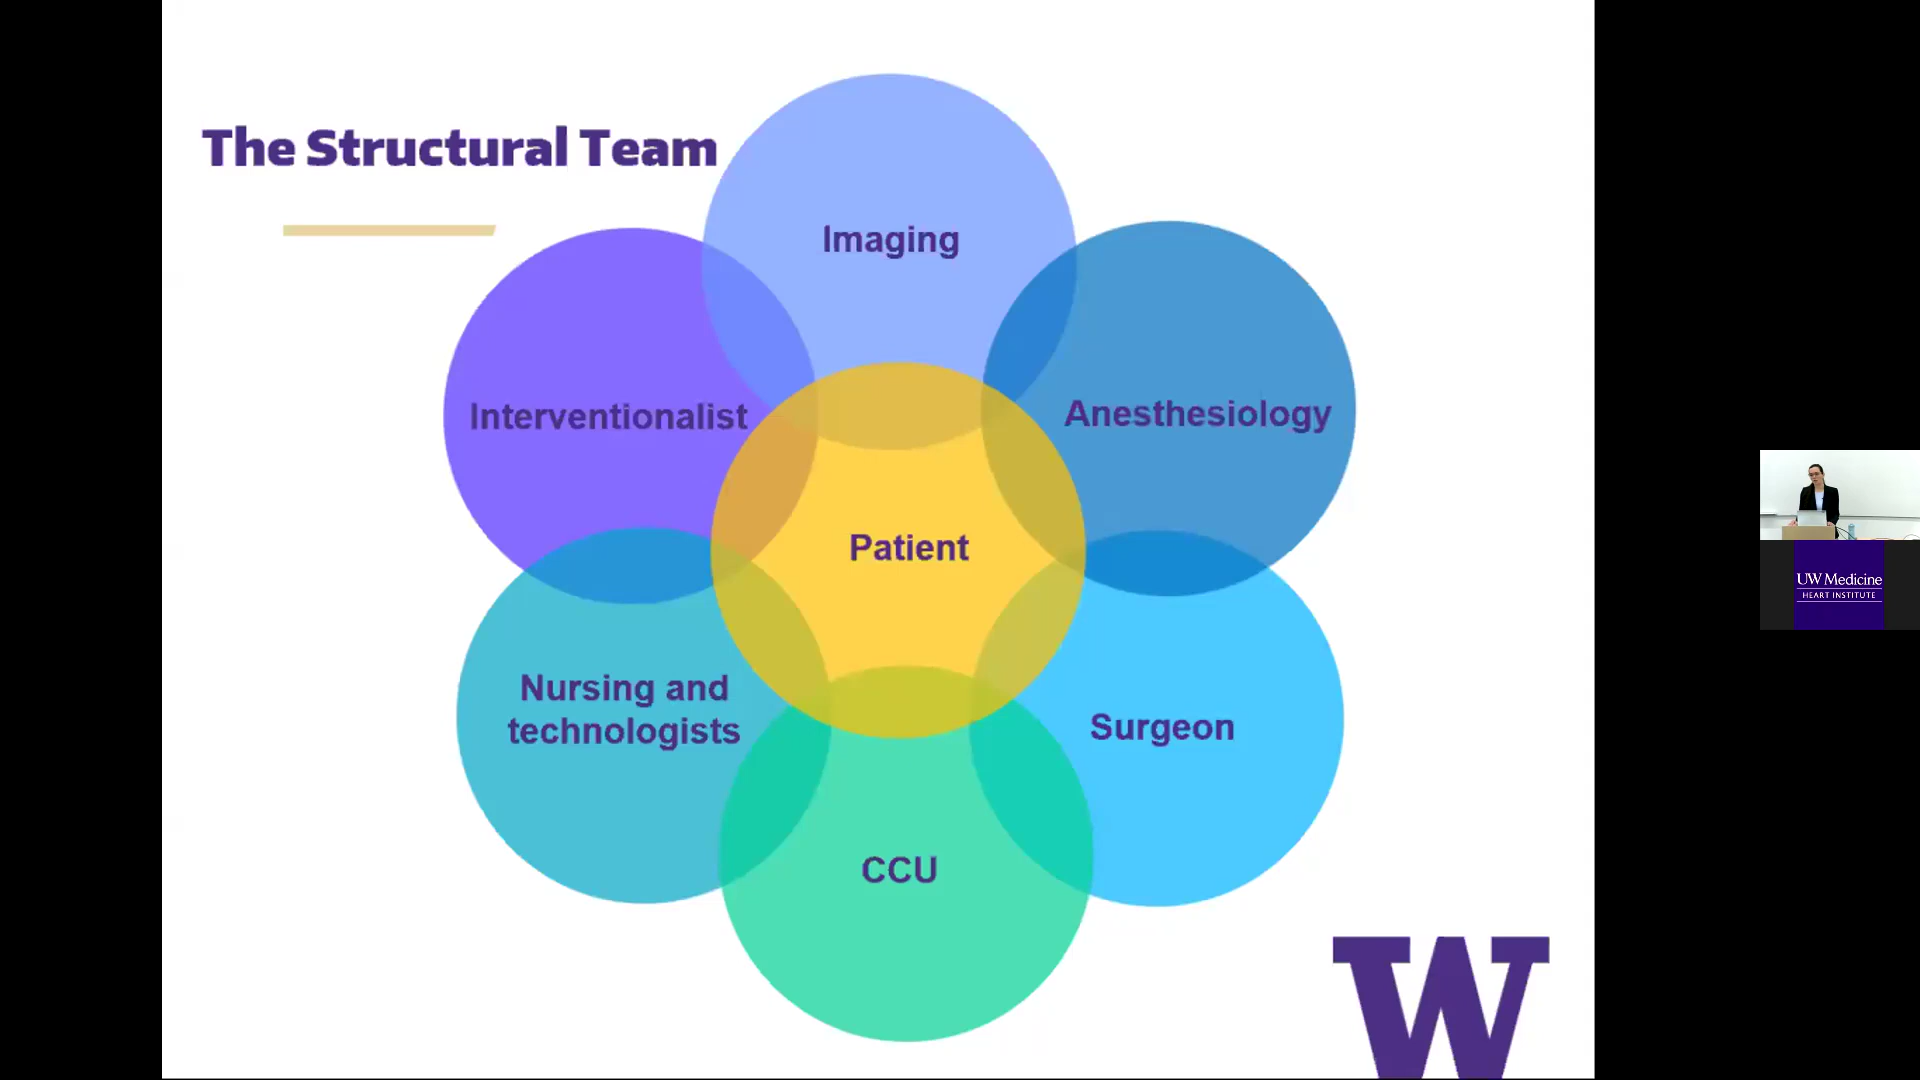 The Structural Team
Imaging
Interventionalist
Anesthesiology
Patient
Nursing and
technologists
Surgeon
CCU
W
UW Medicine
HEART INSTITUTE